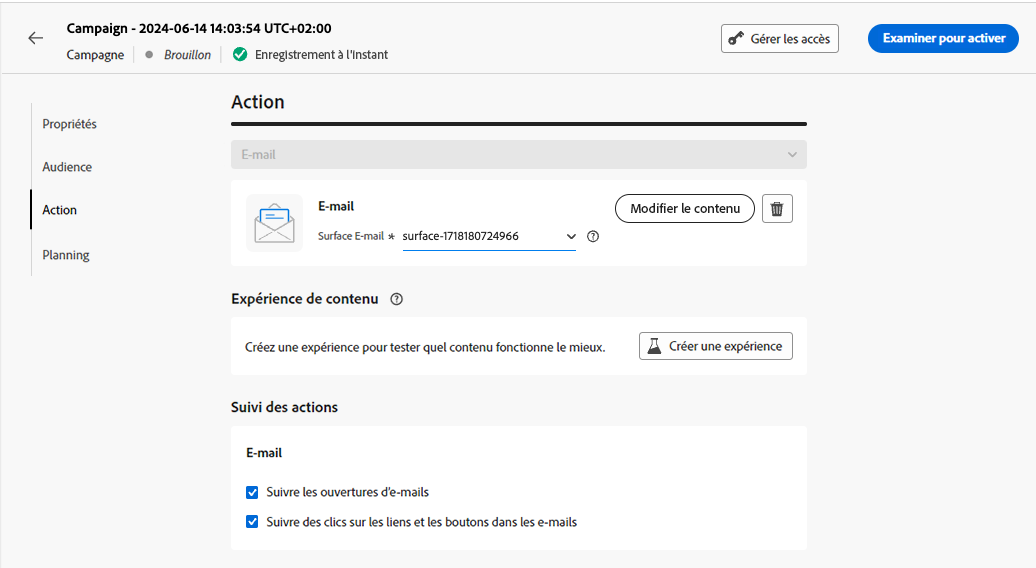 Campaign - 2024-06-14 14:03:54 UTC+02:00
Campagne
Brouillon
Enregistrement à l'instant
Gérer les accès
Examiner pour activer
Propriétés
Audience
Action
Planning
Action
E-mail
E-mail
Surface E-mail * surface-1718180724966
Modifier le contenu
Expérience de contenu
Créez une expérience pour tester quel contenu fonctionne le mieux.
Créer une expérience
Suivi des actions
E-mail
Suivre les ouvertures d'e-mails
Suivre des clics sur les liens et les boutons dans les e-mails